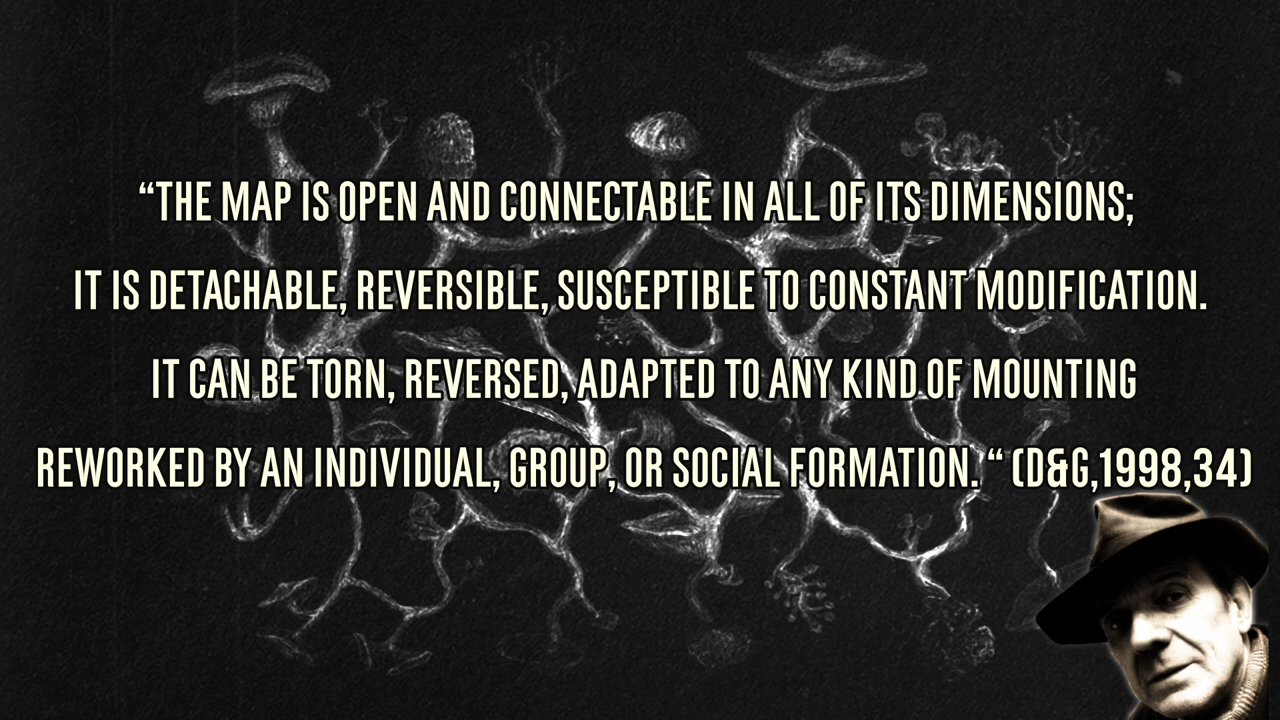 “THE MAP IS OPEN AND CONNECTABLE IN ALL OF ITS DIMENSIONS;
IT IS DETACHABLE, REVERSIBLE, SUSCEPTIBLE TO CONSTANT MODIFICATION.
IT CAN BE TORN, REVERSED, ADAPTED TO ANY KIND OF MOUNTING
REWORKED BY AN INDIVIDUAL, GROUP, OR SOCIAL FORMATION. “ (D&G,1998,34)